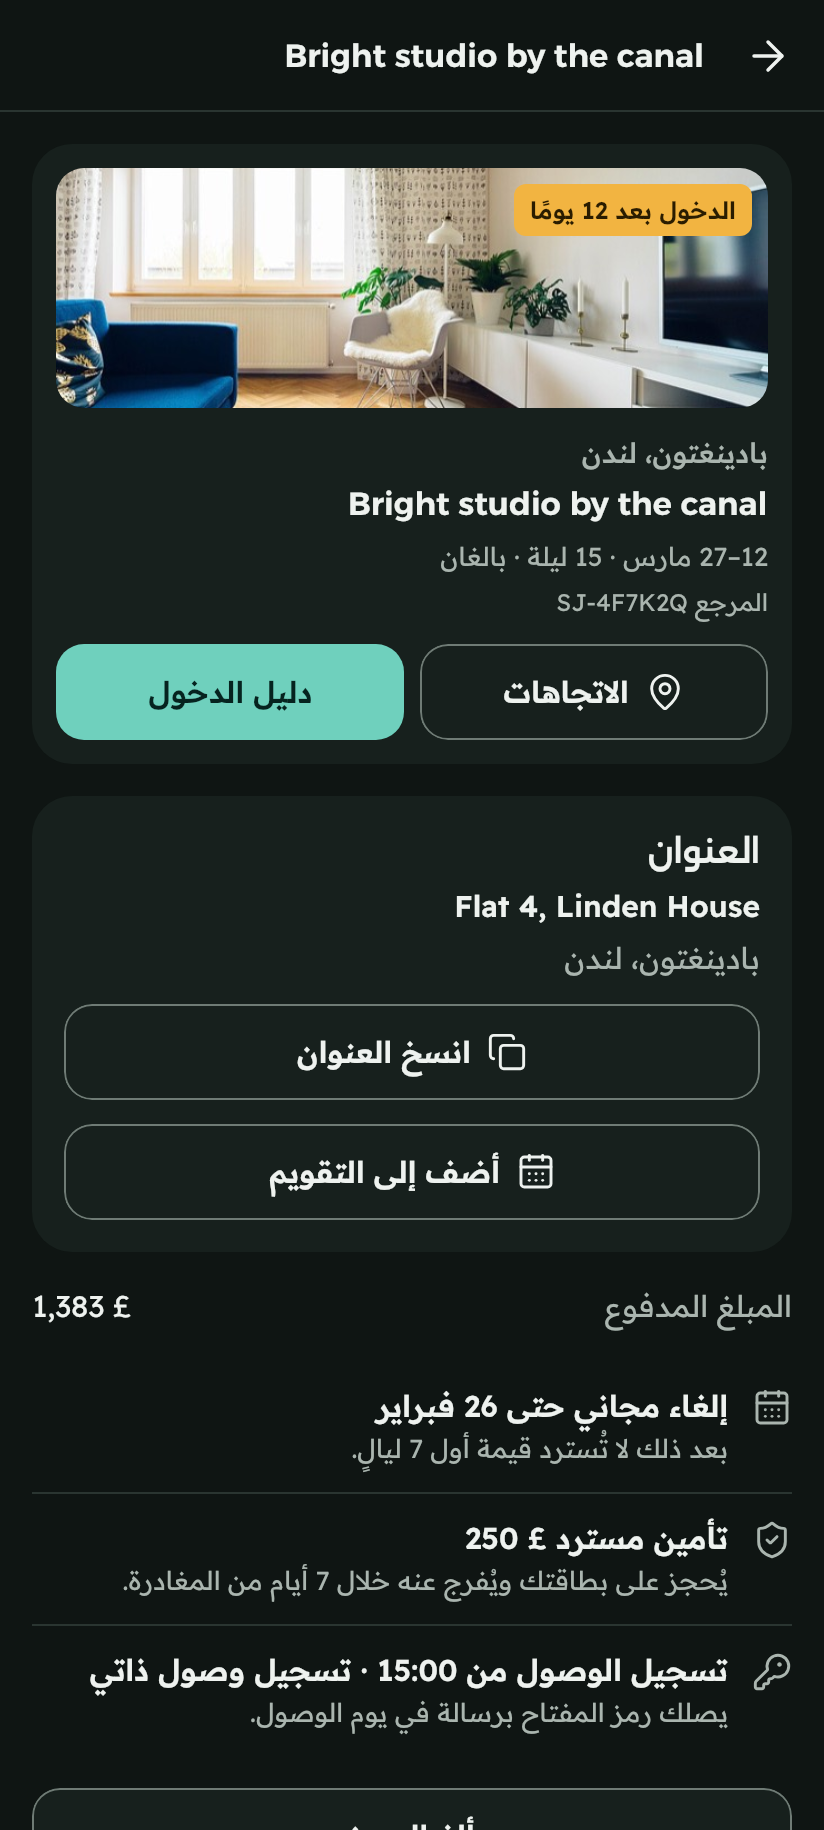 Bright studio by the canal
الدخول بعد 12 يومًا
بادينغتون، لندن
Bright studio by the canal
12–27 مارس · 15 ليلة · بالغان
المرجع SJ-4F7K2Q
الاتجاهات
دليل الدخول
العنوان
Flat 4, Linden House
بادينغتون، لندن
انسخ العنوان
أضف إلى التقويم
المبلغ المدفوع
1,383 £
إلغاء مجاني حتى 26 فبراير
بعد ذلك لا تُسترد قيمة أول 7 ليالٍ.
تأمين مسترد £ 250
يُحجز على بطاقتك ويُفرج عنه خلال 7 أيام من المغادرة.
تسجيل الوصول من 15:00 · تسجيل وصول ذاتي
يصلك رمز المفتاح برسالة في يوم الوصول.